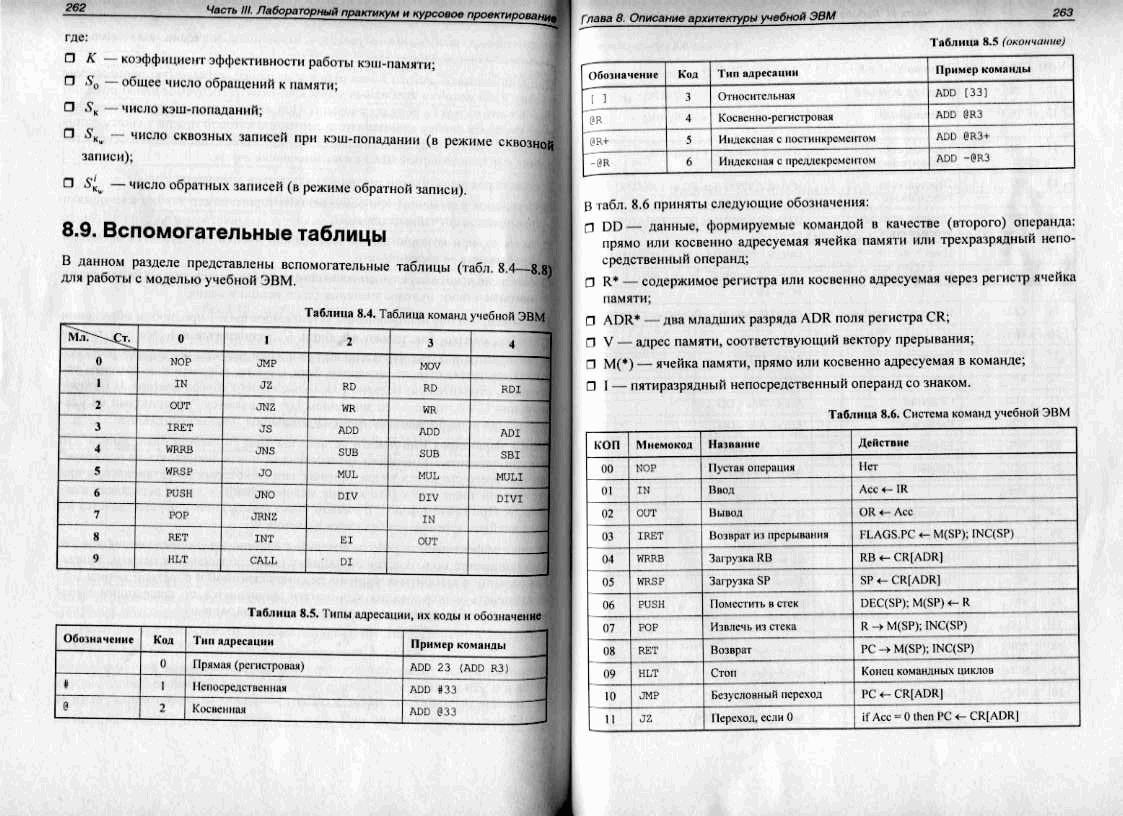 262 Часть III. Лабораторный практикум и курсовое проектирование
где:
K — коэффициент эффективности работы кэш-памяти;
Sо — общее число обращений к памяти;
Sк — число кэш-попаданий;
Sкw — число сквозных записей при кэш-попадании (в режиме сквозной
записи);
Siкw — число обратных записей (в режиме обратной записи).
8.9. Вспомогательные таблицы
В данном разделе представлены вспомогательные таблицы (табл. 8.4—8.8)
для работы с моделью учебной ЭВМ.
Таблица 8.4. Таблица команд учебной ЭВМ
Мл. Ст. 0 1 2 3 4
0 NOP JMP MOV
1 IN JZ RD RD RDI
2 OUT JNZ WR WR
3 IRET JS ADD ADD ADI
4 WRRB JNS SUB SUB SBI
5 WRSP JO MUL MUL MULI
6 PUSH JNO DIV DIV DIVI
7 POP JRNZ IN
8 RET INT EI OUT
9 HLT CALL DI
Таблица 8.5. Типы адресации, их коды и обозначение
Обозначение Код Тип адресации Пример команды
0 Прямая (регистровая) ADD 23 (ADD R3)
# 1 Непосредственная ADD #33
@ 2 Косвенная ADD @33
Глава 8. Описание архитектуры учебной ЭВМ 263
Таблица 8.5 (окончание)
Обозначение Код Тип адресации Пример команды
[ ] 3 Относительная ADD [33]
@R 4 Косвенно-регистровая ADD @R3
@R+ 5 Индексная с постинкрементом ADD @R3+
-@R 6 Индексная с преддекрементом ADD -@R3
В табл. 8.6 приняты следующие обозначения:
DD — данные, формируемые командой в качестве (второго) операнда:
прямо или косвенно адресуемая ячейка памяти или трехразрядный непо-
средственный операнд;
R* — содержимое регистра или косвенно адресуемая через регистр ячейка
памяти;
ADR* — два младших разряда ADR поля регистра CR;
V — адрес памяти, соответствующий вектору прерывания;
M(*) — ячейка памяти, прямо или косвенно адресуемая в команде;
I — пятиразрядный непосредственный операнд со знаком.
Таблица 8.6. Система команд учебной ЭВМ
КОП Мнемокод Название Действие
00 NOP Пустая операция Нет
01 IN Ввод Acc ← IR
02 OUT Вывод OR ← Acc
03 IRET Возврат из прерывания FLAGS.PC ← M(SP); INC(SP)
04 WRRB Загрузка RB RB ← CR[ADR]
05 WRSP Загрузка SP SP ← CR[ADR]
06 PUSH Поместить в стек DEC(SP); M(SP) ← R
07 POP Извлечь из стека R → M(SP); INC(SP)
08 RET Возврат PC → M(SP); INC(SP)
09 HLT Стоп Конец командных циклов
10 JMP Безусловный переход PC ← CR[ADR]
11 JZ Переход, если 0 if Acc = 0 then PC ← CR[ADR]